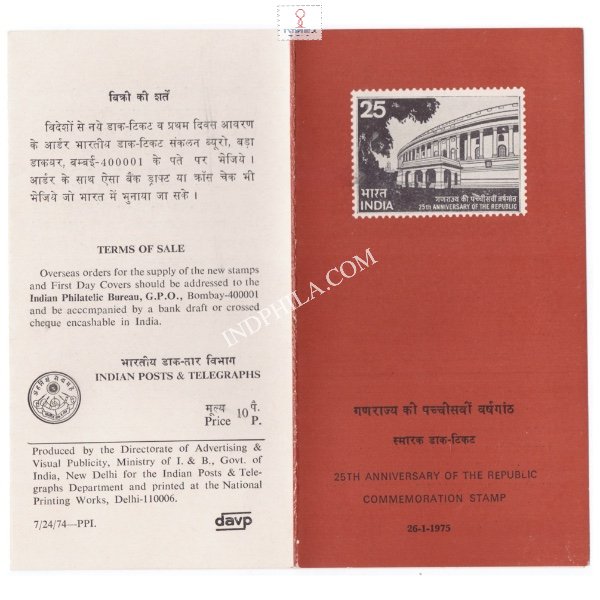 बिक्री की शर्तें
विदेशों से नये डाक-टिकट व प्रथम दिवस आवरण
के आर्डर भारतीय डाक-टिकट संकलन ब्यूरो, बड़ा
डाकघर, बम्बई-400001 के पते पर भेजिये ।
आर्डर के साथ ऐसा बैंक ड्राफ्ट या क्रॉस चेक भी
भेजिये जो भारत में भुनाया जा सके ।
TERMS OF SALE
Overseas orders for the supply of the new stamps
and First Day Covers should be addressed to the
Indian Philatelic Bureau, G.P.O., Bombay-400001
and be accompanied by a bank draft or crossed
cheque encashable in India.
भारतीय डाक-तार विभाग
INDIAN POSTS & TELEGRAPHS
मूल्य 10 पै.
Price P.
Produced by the Directorate of Advertising &
Visual Publicity, Ministry of I. & B., Govt. of
India, New Delhi for the Indian Posts & Tele-
graphs Department and printed at the National
Printing Works, Delhi-110006.
7/24/74—PPI.
davp
25
भारत
INDIA
गणराज्य की पच्चीसवीं वर्षगांठ
25th ANNIVERSARY OF THE REPUBLIC
गणराज्य की पच्चीसवीं वर्षगांठ
स्मारक डाक-टिकट
25TH ANNIVERSARY OF THE REPUBLIC
COMMEMORATION STAMP
26-1-1975
INDPHILA.COM